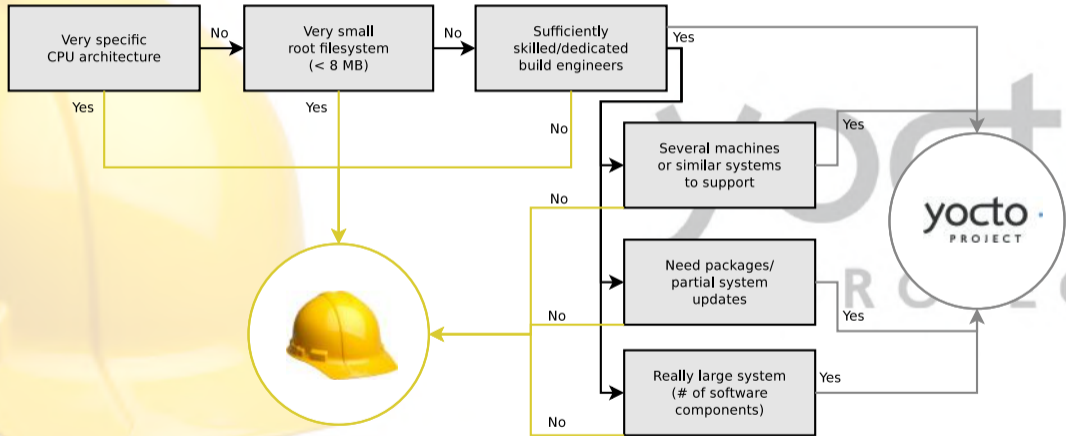 Very specific
CPU architecture
No
Very small
root filesystem
(< 8 MB)
No
Sufficiently
skilled/dedicated
build engineers
Yes
Yes
Yes
No
Several machines
or similar systems
to support
Yes
No
Need packages/
partial system
updates
Yes
No
Really large system
(# of software
components)
Yes
No
yocto
PROJECT
yoct
yo
P R O J E C